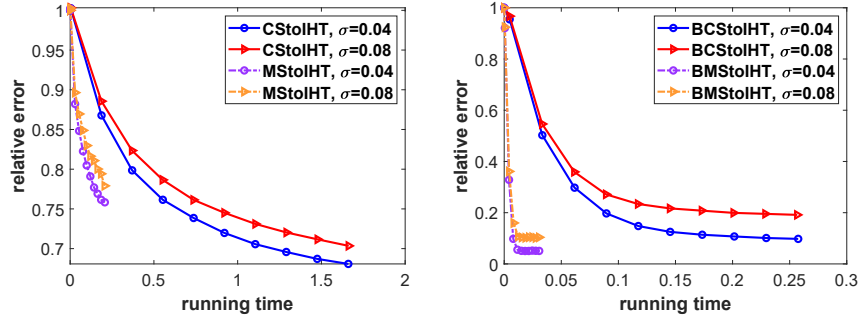 CStoIHT, σ=0.04
CStoIHT, σ=0.08
MStoIHT, σ=0.04
MStoIHT, σ=0.08
1
0.95
0.9
0.85
0.8
0.75
0.7
0
0.5
1
1.5
2
relative error
running time
BCStoIHT, σ=0.04
BCStoIHT, σ=0.08
BMStoIHT, σ=0.04
BMStoIHT, σ=0.08
1
0.8
0.6
0.4
0.2
0
0
0.05
0.1
0.15
0.2
0.25
0.3
relative error
running time